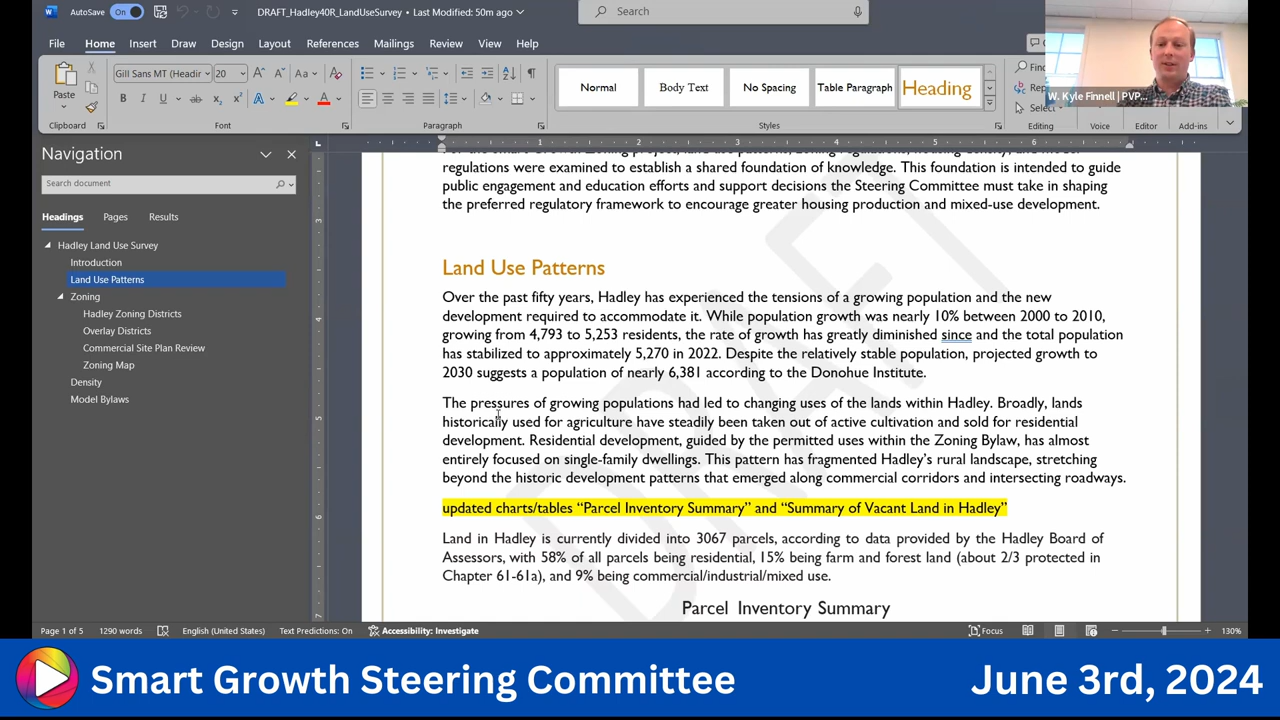 AutoSave On DRAFT_Hadley40R_LandUseSurvey • Last Modified: 50m ago Search
File Home Insert Draw Design Layout References Mailings Review View Help
Paste Gill Sans MT (Headir 20 Aa Normal Body Text No Spacing Table Paragraph Heading
Clipboard Font Paragraph Styles Editing Voice Editor Add-ins
W. Kyle Finnell | PVP...
Navigation
Search document
Headings Pages Results
Hadley Land Use Survey
Introduction
Land Use Patterns
Zoning
Hadley Zoning Districts
Overlay Districts
Commercial Site Plan Review
Zoning Map
Density
Model Bylaws
regulations were examined to establish a shared foundation of knowledge. This foundation is intended to guide
public engagement and education efforts and support decisions the Steering Committee must take in shaping
the preferred regulatory framework to encourage greater housing production and mixed-use development.
Land Use Patterns
Over the past fifty years, Hadley has experienced the tensions of a growing population and the new
development required to accommodate it. While population growth was nearly 10% between 2000 to 2010,
growing from 4,793 to 5,253 residents, the rate of growth has greatly diminished since and the total population
has stabilized to approximately 5,270 in 2022. Despite the relatively stable population, projected growth to
2030 suggests a population of nearly 6,381 according to the Donohue Institute.
The pressures of growing populations had led to changing uses of the lands within Hadley. Broadly, lands
historically used for agriculture have steadily been taken out of active cultivation and sold for residential
development. Residential development, guided by the permitted uses within the Zoning Bylaw, has almost
entirely focused on single-family dwellings. This pattern has fragmented Hadley's rural landscape, stretching
beyond the historic development patterns that emerged along commercial corridors and intersecting roadways.
updated charts/tables “Parcel Inventory Summary” and “Summary of Vacant Land in Hadley”
Land in Hadley is currently divided into 3067 parcels, according to data provided by the Hadley Board of
Assessors, with 58% of all parcels being residential, 15% being farm and forest land (about 2/3 protected in
Chapter 61-61a), and 9% being commercial/industrial/mixed use.
Parcel Inventory Summary
DRAFT
Page 1 of 5 1290 words English (United States) Text Predictions: On Accessibility: Investigate Focus 130%
Smart Growth Steering Committee June 3rd, 2024